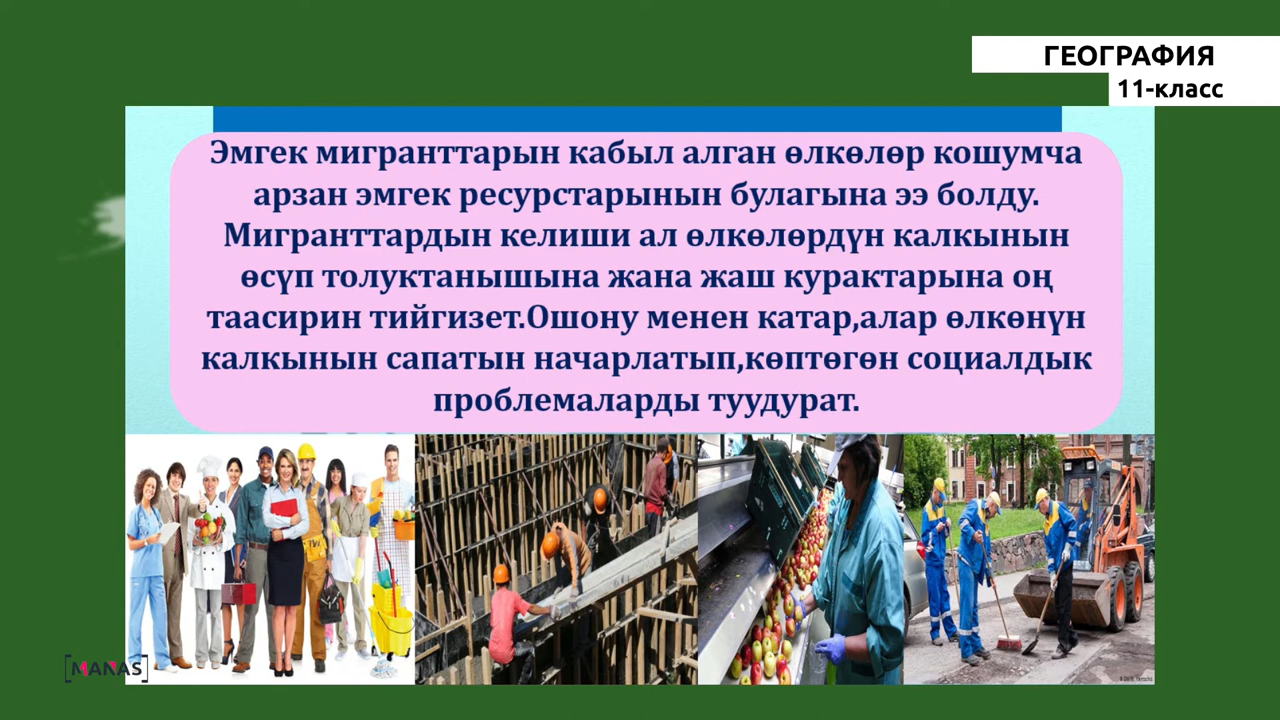 ГЕОГРАФИЯ
11-класс
Эмгек мигранттарын кабыл алган өлкөлөр кошумча
арзан эмгек ресурстарынын булагына ээ болду.
Мигранттардын келиши ал өлкөлөрдүн калкынын
өсүп толуктанышына жана жаш курактарына оң
таасирин тийгизет.Ошону менен катар,алар өлкөнүн
калкынын сапатын начарлатып,көптөгөн социалдык
проблемаларды туудурат.
[MANAS]